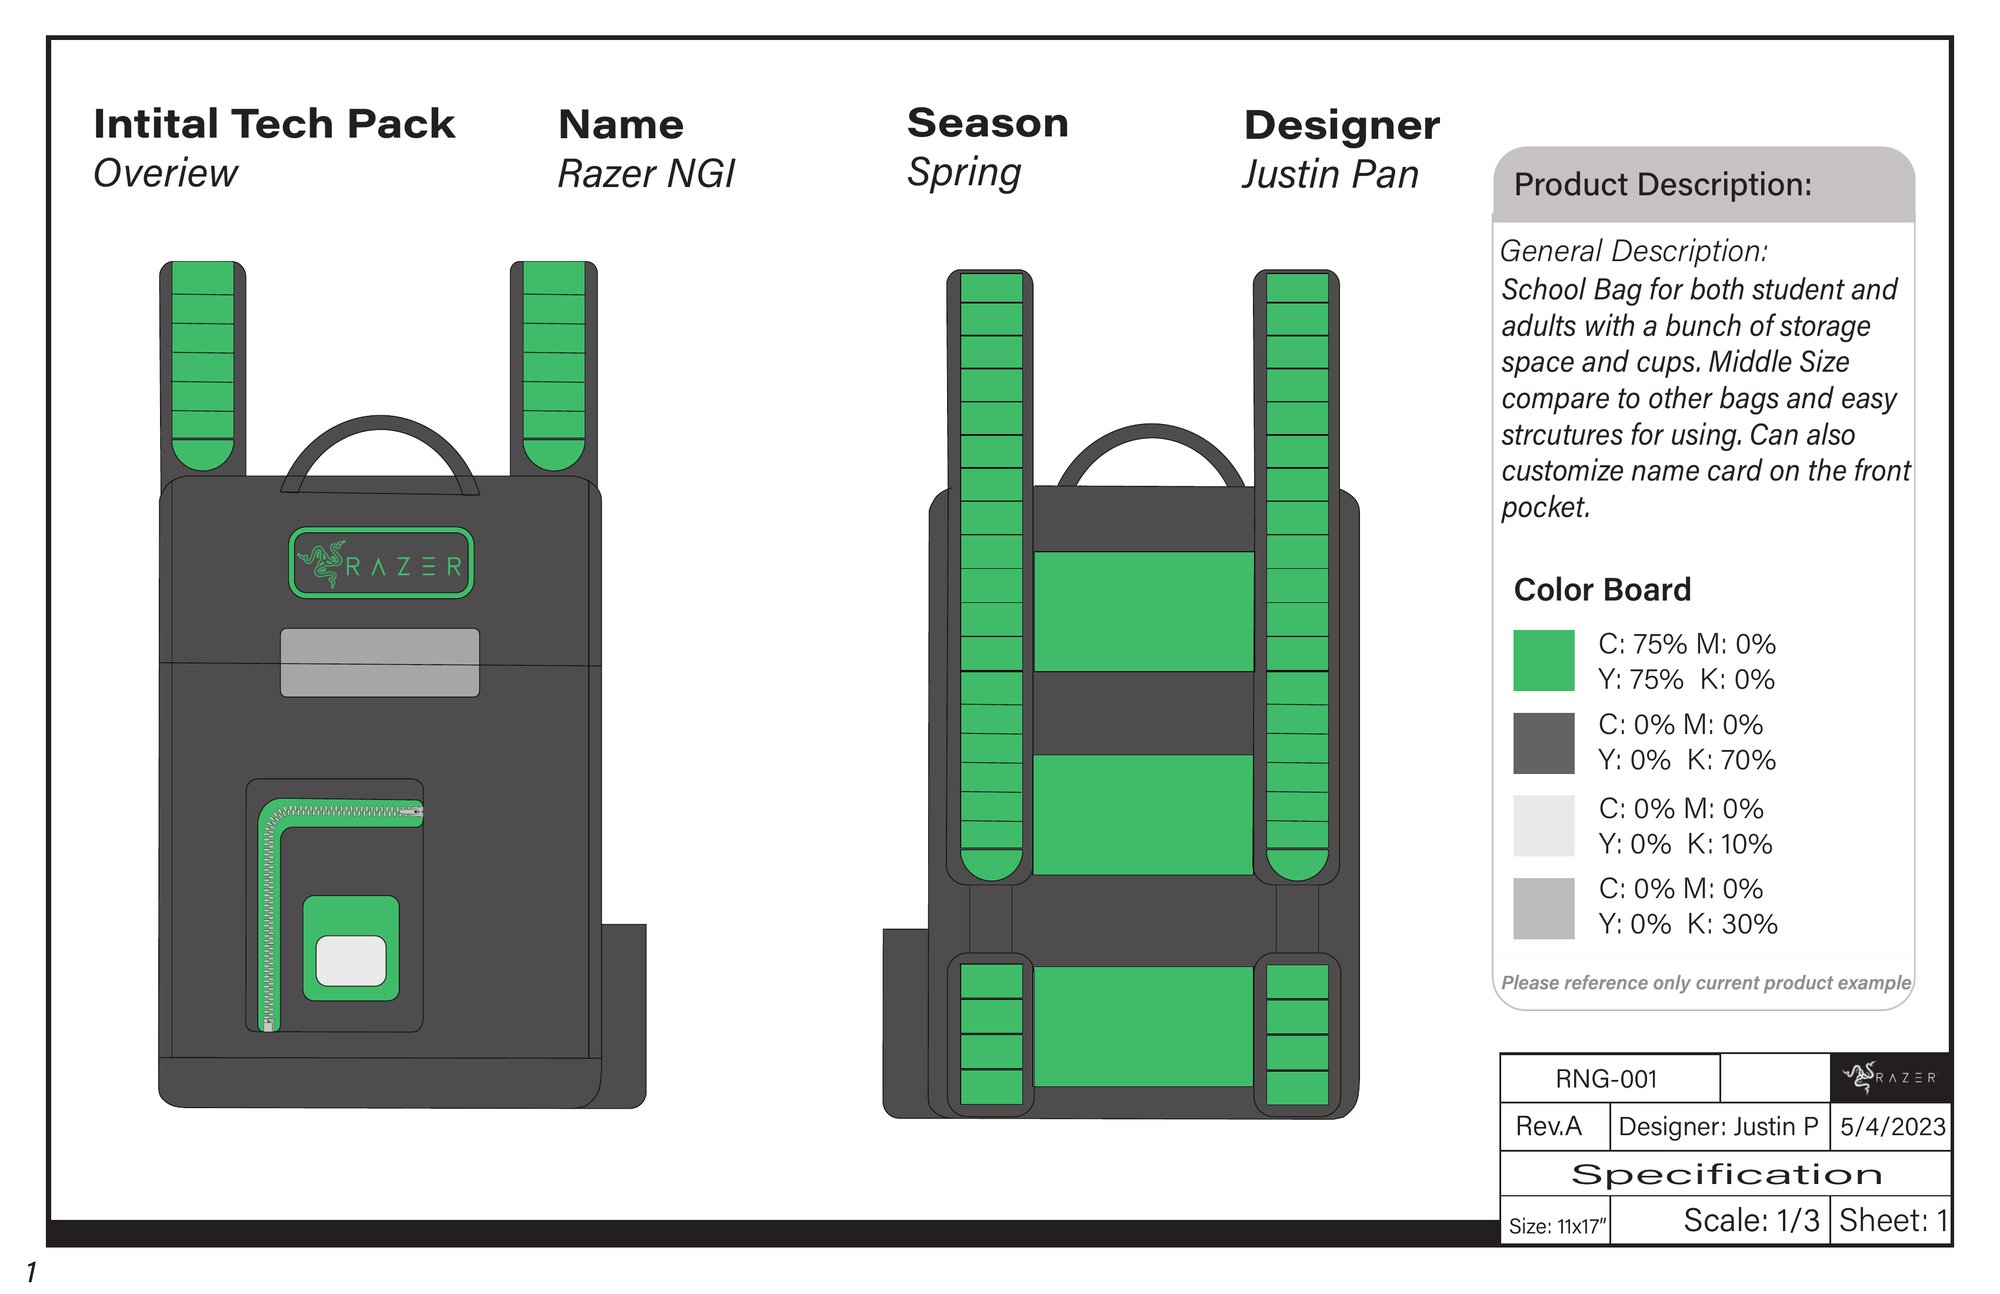 Intital Tech Pack
Overiew
Name
Razer NGI
Season
Spring
Designer
Justin Pan
RAZER
Product Description:
General Description:
School Bag for both student and
adults with a bunch of storage
space and cups. Middle Size
compare to other bags and easy
strcutures for using. Can also
customize name card on the front
pocket.
Color Board
C: 75% M: 0%
Y: 75% K: 0%
C: 0% M: 0%
Y: 0% K: 70%
C: 0% M: 0%
Y: 0% K: 10%
C: 0% M: 0%
Y: 0% K: 30%
Please reference only current product example
RNG-001
RAZER
Rev.A
Designer: Justin P
5/4/2023
Specification
Size: 11x17”
Scale: 1/3
Sheet: 1
1